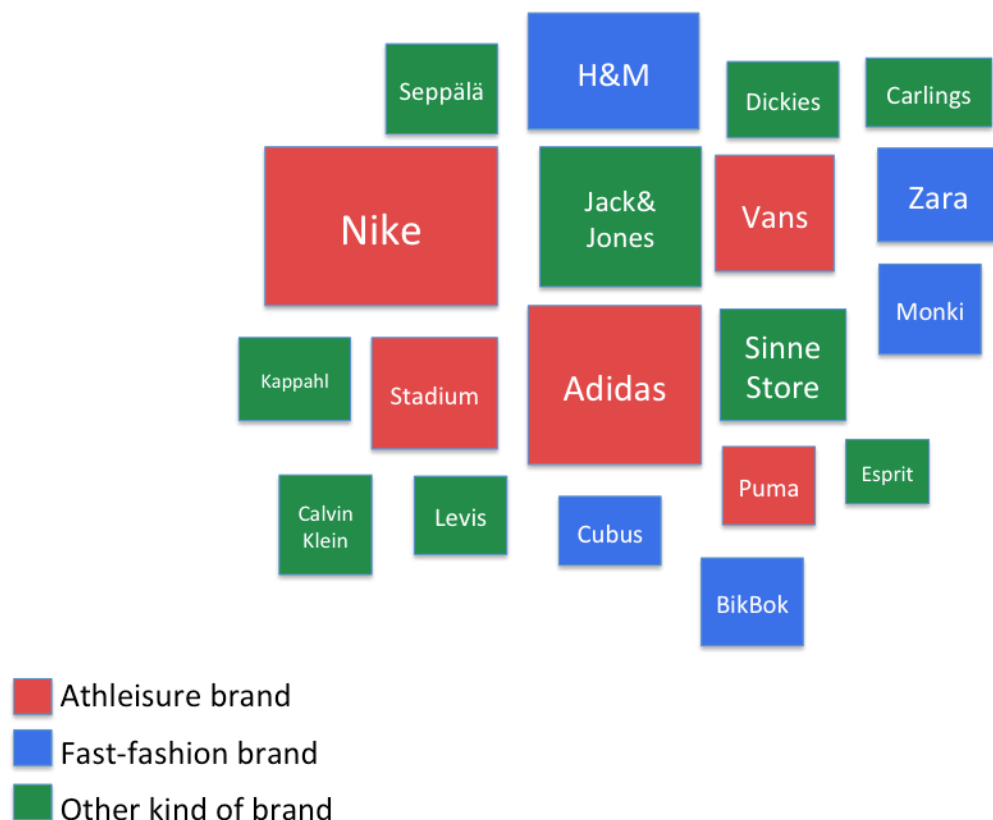 Seppälä
H&M
Dickies
Carlings
Nike
Jack&
Jones
Vans
Zara
Monki
Kappahl
Stadium
Adidas
Sinne
Store
Calvin
Klein
Levis
Cubus
Puma
Esprit
BikBok
Athleisure brand
Fast-fashion brand
Other kind of brand